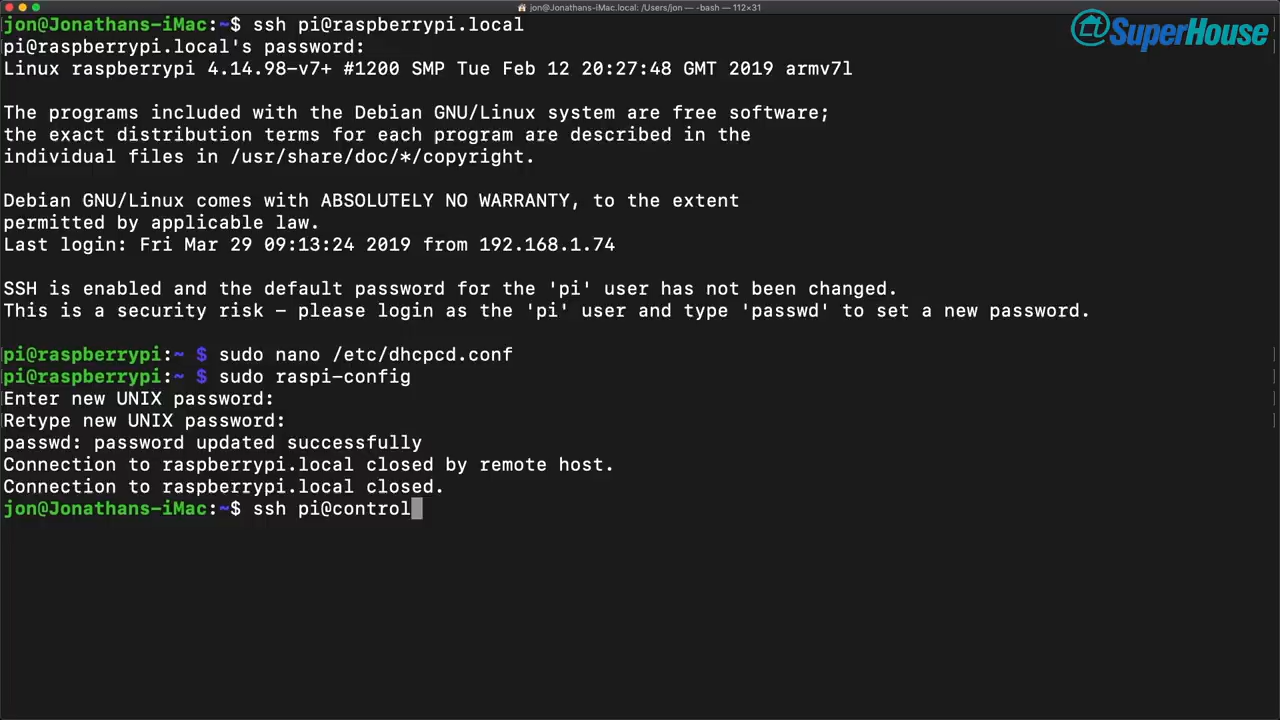 jon@Jonathans-iMac.local: /Users/jon — -bash — 112×31
SuperHouse
jon@Jonathans-iMac:~$ ssh pi@raspberrypi.local
pi@raspberrypi.local's password:
Linux raspberrypi 4.14.98-v7+ #1200 SMP Tue Feb 12 20:27:48 GMT 2019 armv7l
The programs included with the Debian GNU/Linux system are free software;
the exact distribution terms for each program are described in the
individual files in /usr/share/doc/*/copyright.
Debian GNU/Linux comes with ABSOLUTELY NO WARRANTY, to the extent
permitted by applicable law.
Last login: Fri Mar 29 09:13:24 2019 from 192.168.1.74
SSH is enabled and the default password for the 'pi' user has not been changed.
This is a security risk - please login as the 'pi' user and type 'passwd' to set a new password.
pi@raspberrypi:~ $ sudo nano /etc/dhcpcd.conf
pi@raspberrypi:~ $ sudo raspi-config
Enter new UNIX password:
Retype new UNIX password:
passwd: password updated successfully
Connection to raspberrypi.local closed by remote host.
Connection to raspberrypi.local closed.
jon@Jonathans-iMac:~$ ssh pi@control